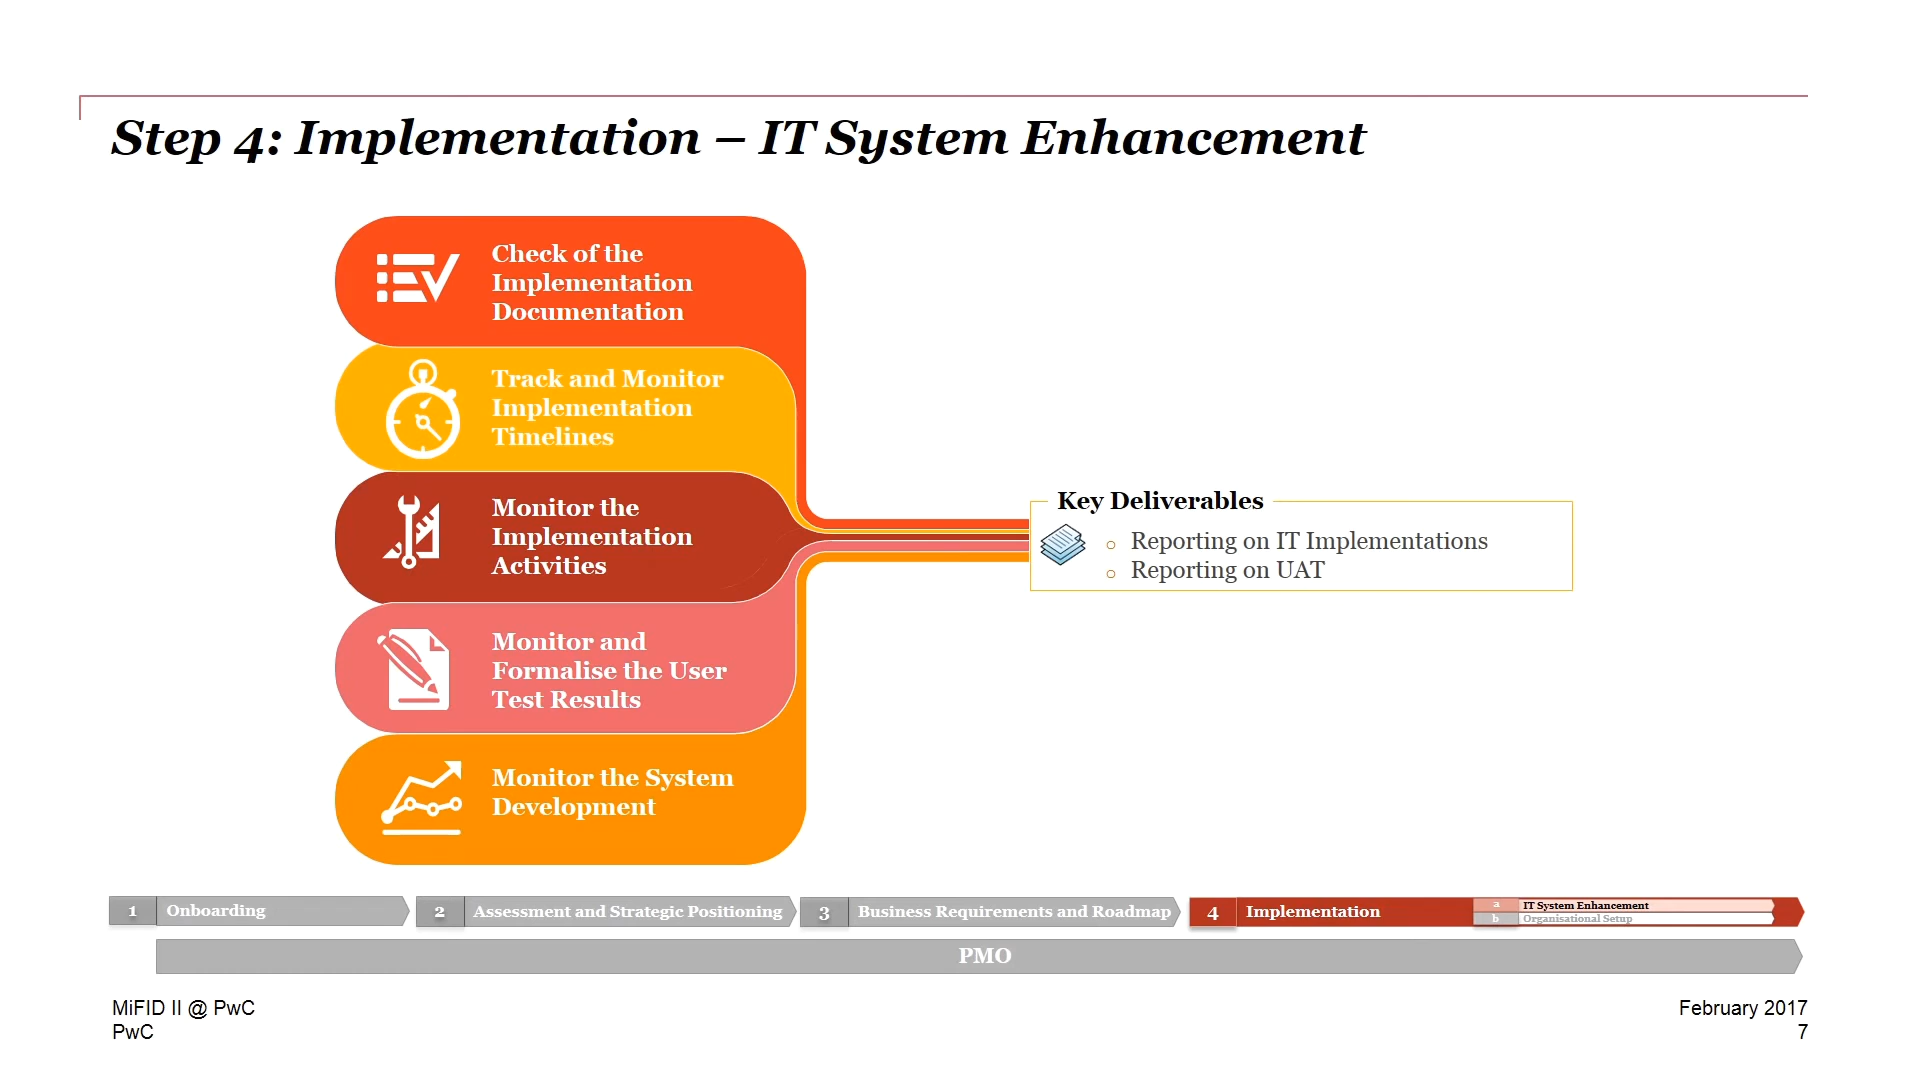 Step 4: Implementation – IT System Enhancement
Check of the
Implementation
Documentation
Track and Monitor
Implementation
Timelines
Monitor the
Implementation
Activities
Monitor and
Formalise the User
Test Results
Monitor the System
Development
Key Deliverables
Reporting on IT Implementations
Reporting on UAT
1 Onboarding
2 Assessment and Strategic Positioning
3 Business Requirements and Roadmap
4 Implementation
a IT System Enhancement
b Organisational Setup
PMO
MiFID II @ PwC
PwC
February 2017
7